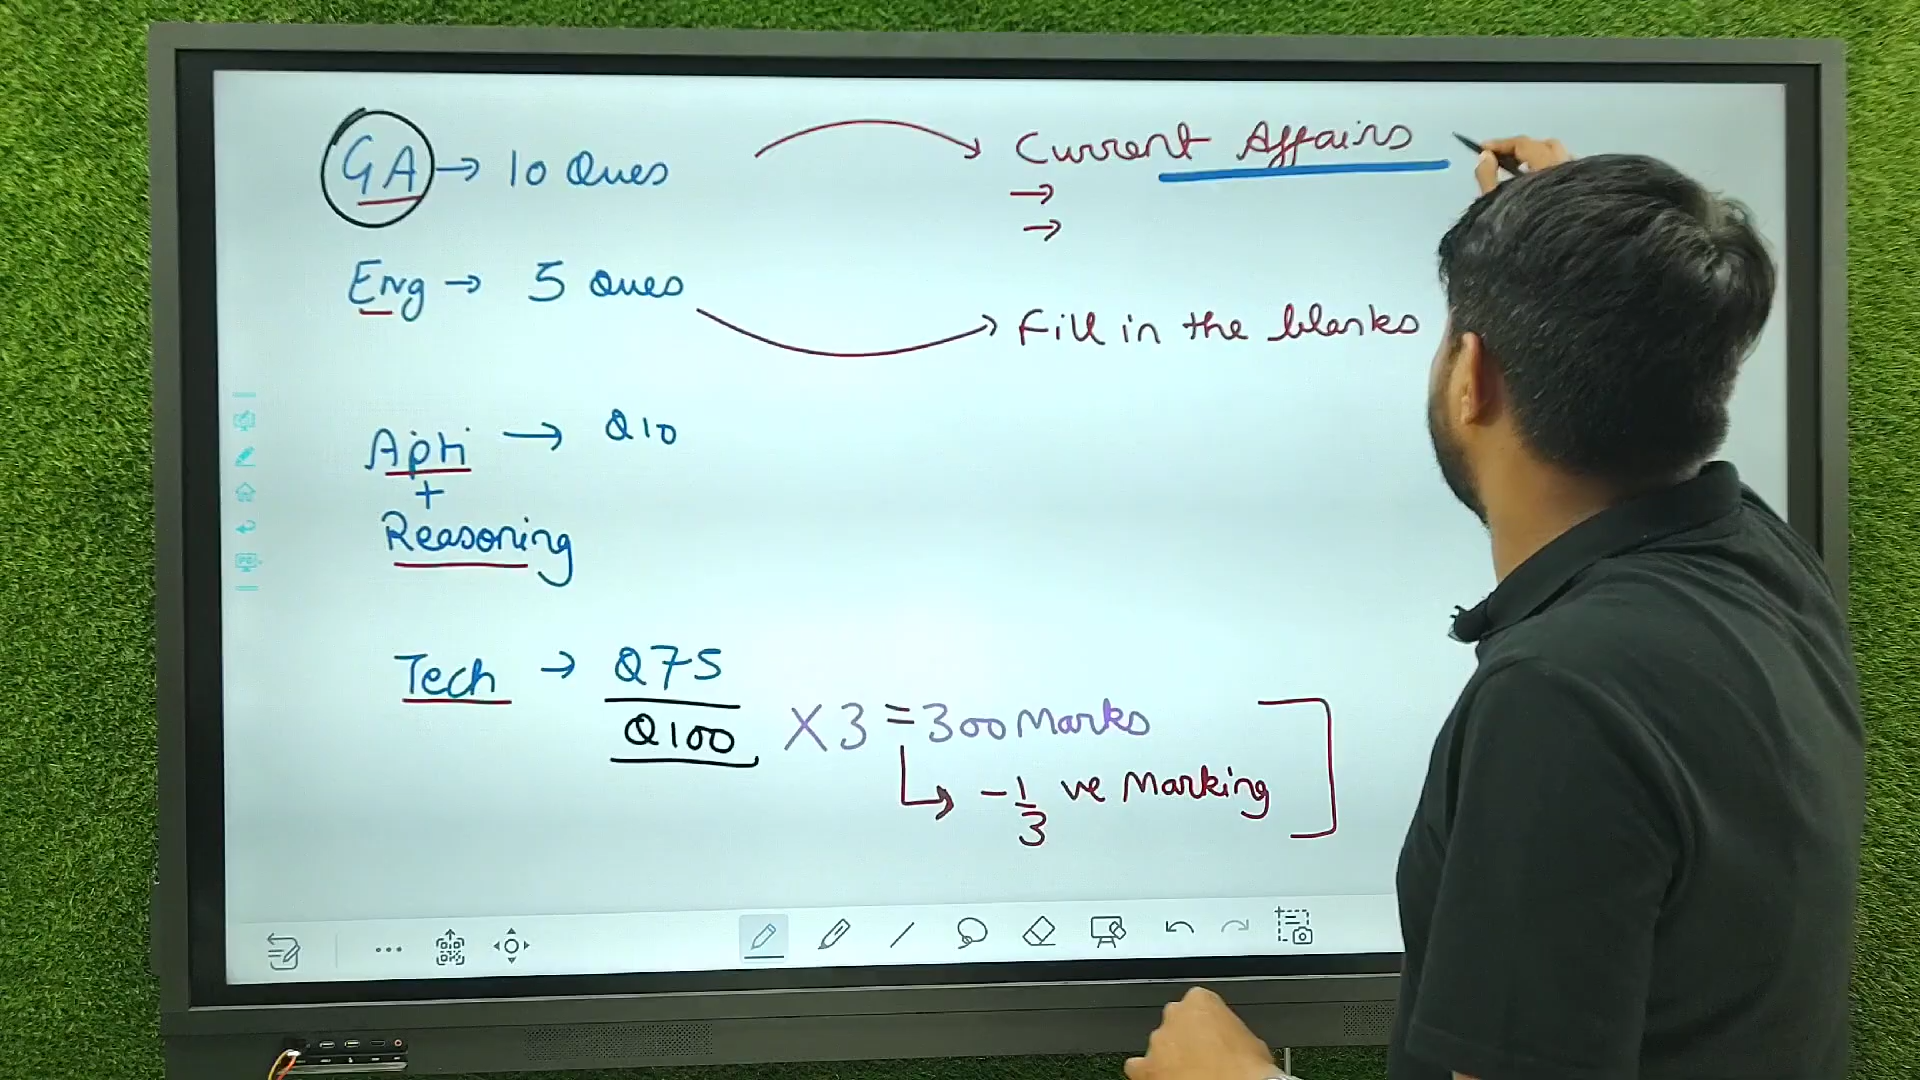 GA → 10 Ques → Current Affairs
→
→
Eng → 5 Ques → Fill in the blanks
Apti → Q10
+
Reasoning
Tech → Q75
Q100 X 3 = 300 Marks
→ -1/3 ve Marking